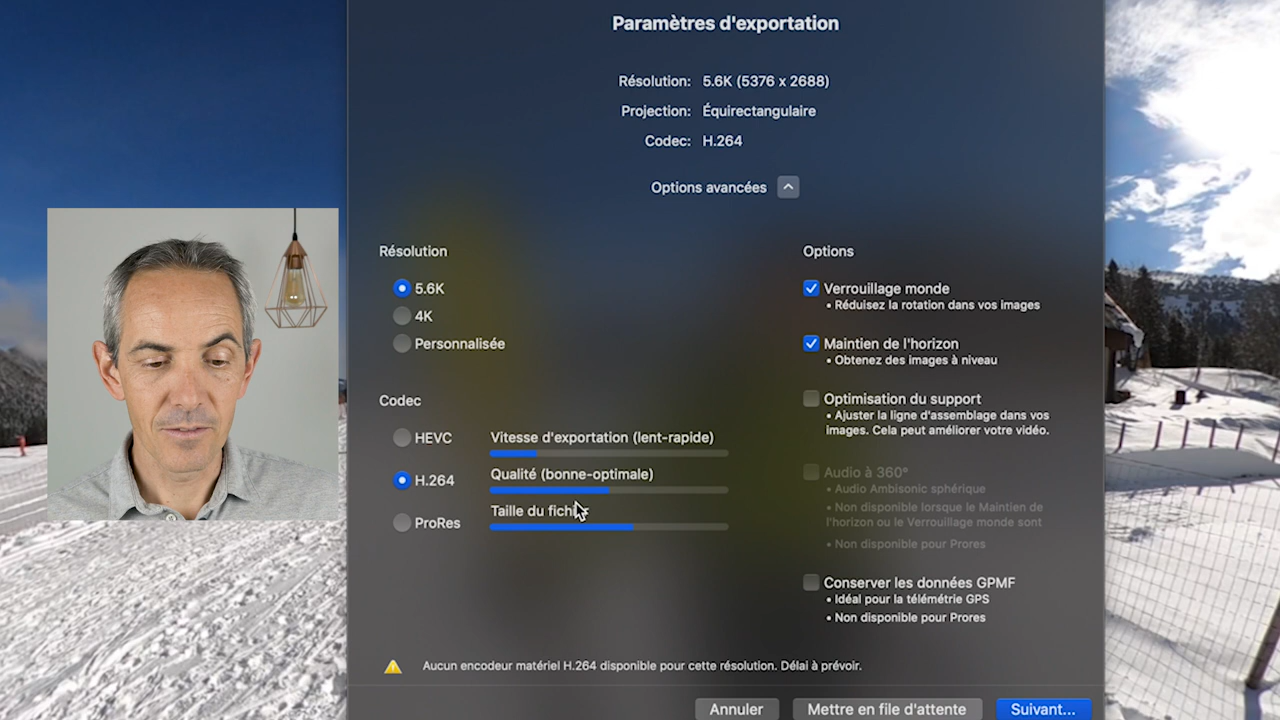 Paramètres d'exportation
Résolution: 5.6K (5376 x 2688)
Projection: Équirectangulaire
Codec: H.264
Options avancées
Résolution
5.6K
4K
Personnalisée
Codec
HEVC
H.264
ProRes
Vitesse d'exportation (lent-rapide)
Qualité (bonne-optimale)
Taille du fichier
Options
Verrouillage monde
• Réduisez la rotation dans vos images
Maintien de l'horizon
• Obtenez des images à niveau
Optimisation du support
• Ajuster la ligne d'assemblage dans vos
images. Cela peut améliorer votre vidéo.
Audio à 360°
• Audio Ambisonic sphérique
• Non disponible lorsque le Maintien de
l'horizon ou le Verrouillage monde sont
• Non disponible pour Prores
Conserver les données GPMF
• Idéal pour la télémétrie GPS
• Non disponible pour Prores
Aucun encodeur matériel H.264 disponible pour cette résolution. Délai à prévoir.
Annuler
Mettre en file d'attente
Suivant...